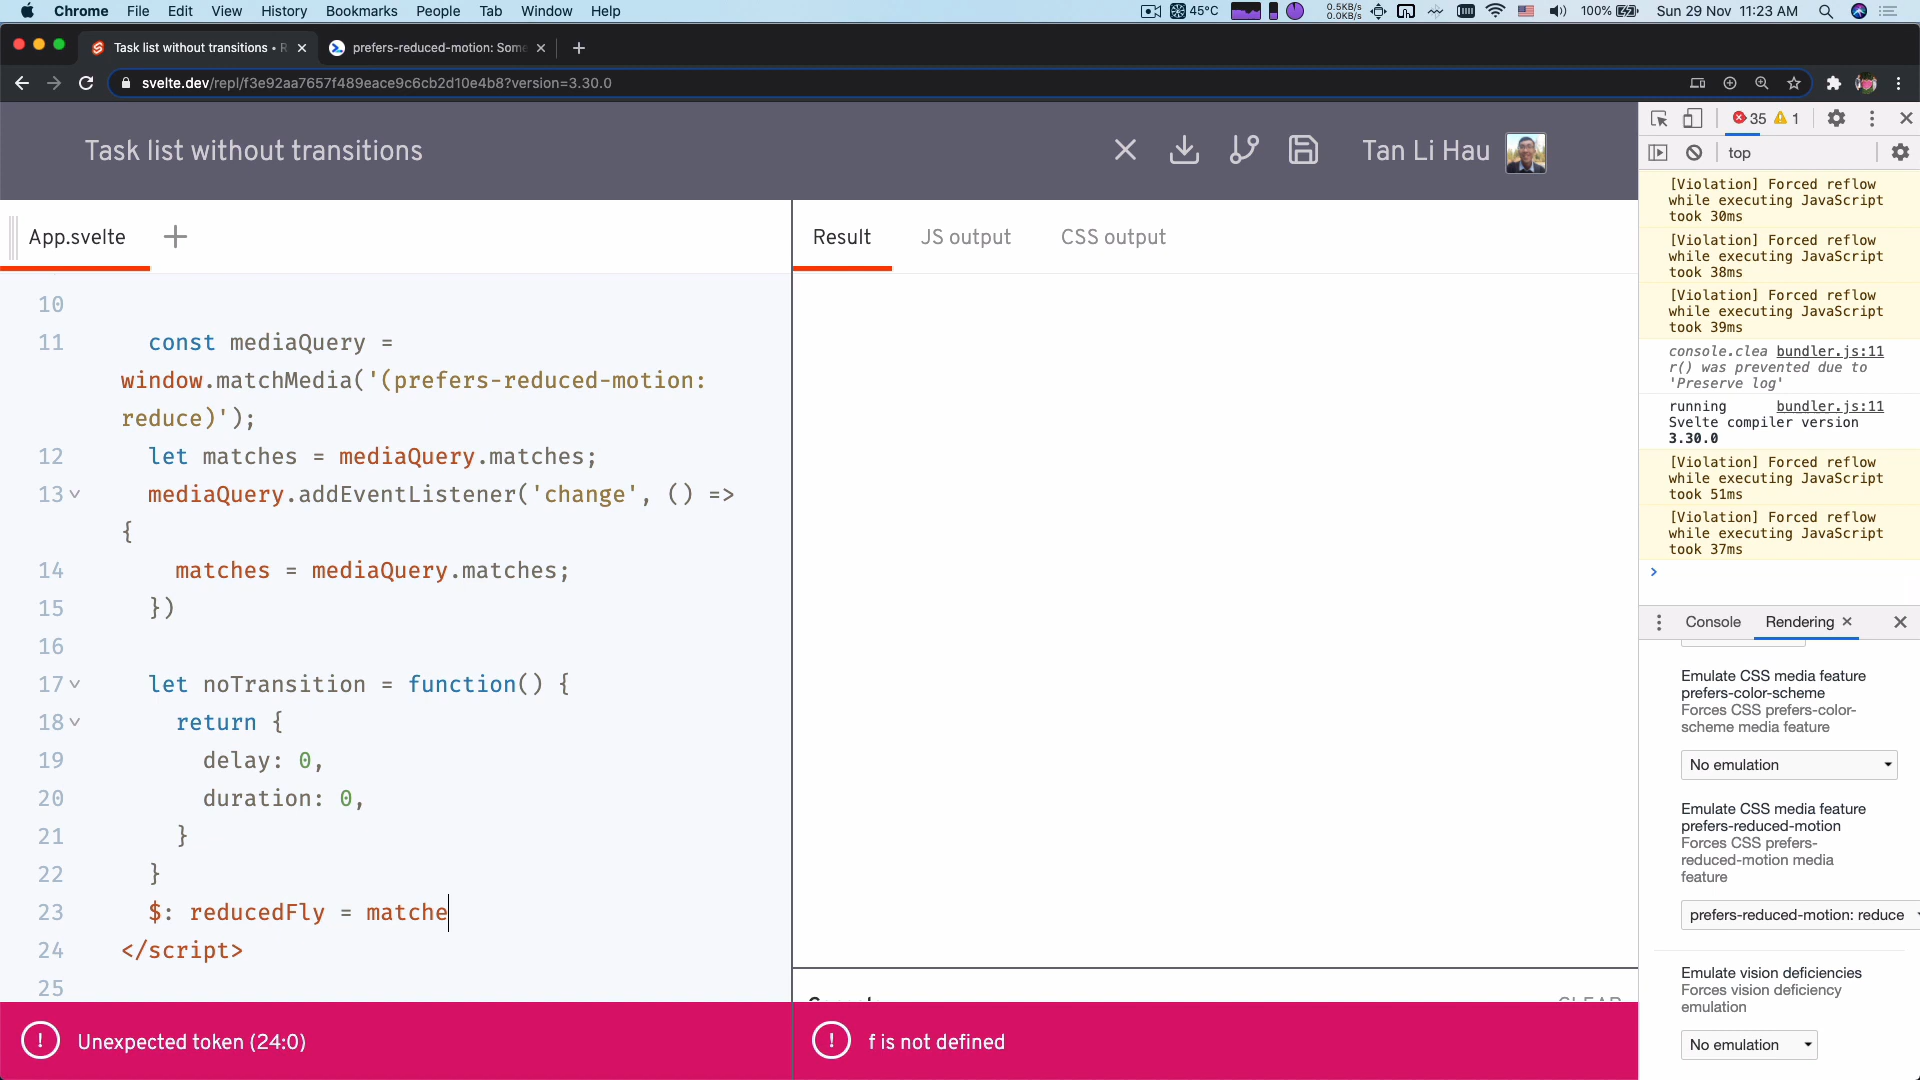 Chrome File Edit View History Bookmarks People Tab Window Help 45°C 0.5KB/s 0.0KB/s 100% Sun 29 Nov 11:23 AM
Task list without transitions • R prefers-reduced-motion: Some
svelte.dev/repl/f3e92aa7657f489eace9c6cb2d10e4b8?version=3.30.0
Task list without transitions
Tan Li Hau
App.svelte
Result JS output CSS output
10
11 const mediaQuery =
window.matchMedia('(prefers-reduced-motion:
reduce)');
12 let matches = mediaQuery.matches;
13 mediaQuery.addEventListener('change', () =>
{
14 matches = mediaQuery.matches;
15 })
16
17 let noTransition = function() {
18 return {
19 delay: 0,
20 duration: 0,
21 }
22 }
23 $: reducedFly = matche
24 </script>
25
Unexpected token (24:0)
f is not defined
35 1
top
[Violation] Forced reflow
while executing JavaScript
took 30ms
[Violation] Forced reflow
while executing JavaScript
took 38ms
[Violation] Forced reflow
while executing JavaScript
took 39ms
console.clea bundler.js:11
r() was prevented due to
'Preserve log'
running bundler.js:11
Svelte compiler version
3.30.0
[Violation] Forced reflow
while executing JavaScript
took 51ms
[Violation] Forced reflow
while executing JavaScript
took 37ms
Console Rendering
Emulate CSS media feature
prefers-color-scheme
Forces CSS prefers-color-
scheme media feature
No emulation
Emulate CSS media feature
prefers-reduced-motion
Forces CSS prefers-
reduced-motion media
feature
prefers-reduced-motion: reduce
Emulate vision deficiencies
Forces vision deficiency
emulation
No emulation